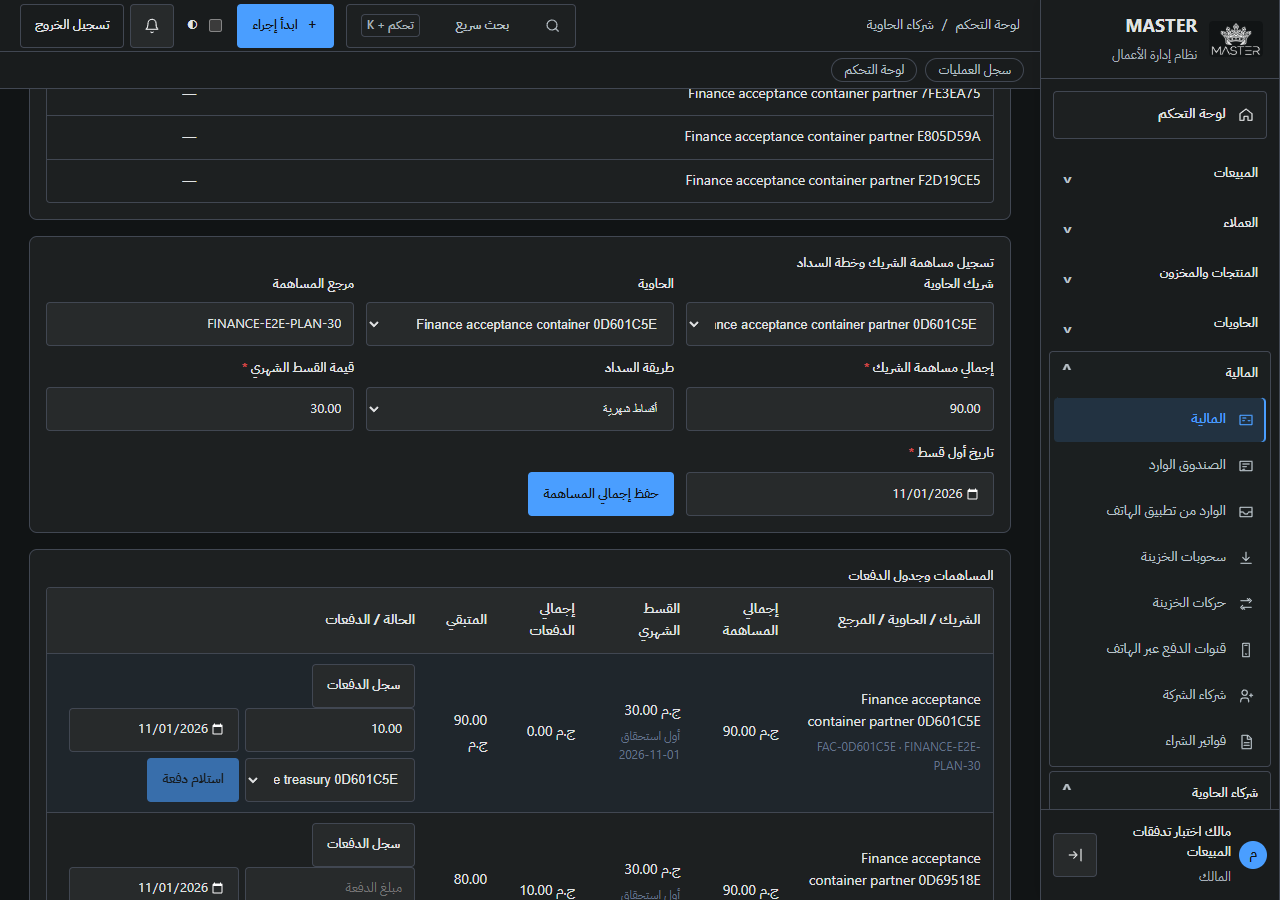 MASTER
نظام إدارة الأعمال
MASTER
لوحة التحكم
المبيعات
العملاء
المنتجات والمخزون
الحاويات
المالية
المالية
الصندوق الوارد
الوارد من تطبيق الهاتف
سحوبات الخزينة
حركات الخزينة
قنوات الدفع عبر الهاتف
شركاء الشركة
فواتير الشراء
شركاء الحاوية
مالك اختبار تدفقات
المبيعات
المالك
م
لوحة التحكم / شركاء الحاوية
بحث سريع
تحكم + K
+ ابدأ إجراء
تسجيل الخروج
سجل العمليات
لوحة التحكم
Finance acceptance container partner 7FE3EA75 —
Finance acceptance container partner E805D59A —
Finance acceptance container partner F2D19CE5 —
تسجيل مساهمة الشريك وخطة السداد
شريك الحاوية
الحاوية
مرجع المساهمة
nce acceptance container partner 0D601C5E
Finance acceptance container 0D601C5E
FINANCE-E2E-PLAN-30
إجمالي مساهمة الشريك *
طريقة السداد
قيمة القسط الشهري *
90.00
أقساط شهرية
30.00
تاريخ أول قسط *
11/01/2026
حفظ إجمالي المساهمة
المساهمات وجدول الدفعات
الشريك / الحاوية / المرجع
إجمالي
المساهمة
القسط
الشهري
إجمالي
الدفعات
المتبقي
الحالة / الدفعات
Finance acceptance
container partner 0D601C5E
FAC-0D601C5E · FINANCE-E2E-
PLAN-30
90.00 ج.م
30.00 ج.م
أول استحقاق
2026-11-01
0.00 ج.م
90.00
ج.م
سجل الدفعات
10.00
11/01/2026
e treasury 0D601C5E
استلام دفعة
Finance acceptance
container partner 0D69518E
90.00 ج.م
30.00 ج.م
أول استحقاق
10.00 ج.م
80.00
سجل الدفعات
مبلغ الدفعة
11/01/2026